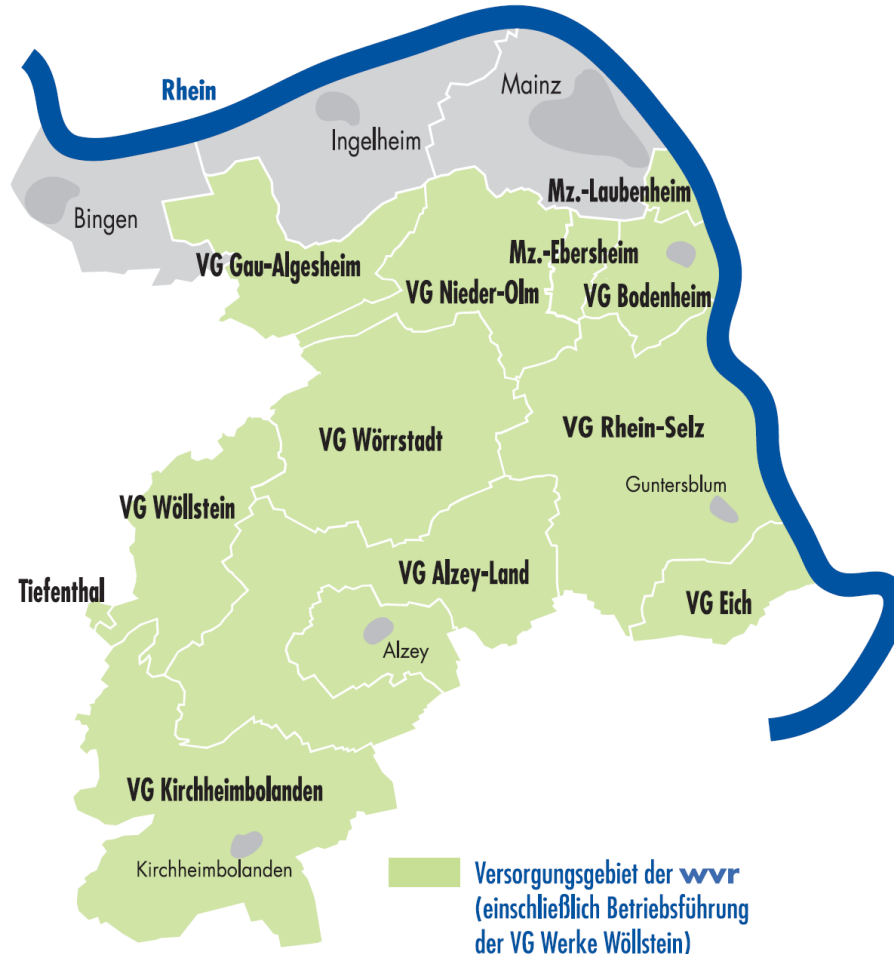 Rhein
Mainz
Ingelheim
Bingen
Mz.-Laubenheim
VG Gau-Algesheim
Mz.-Ebersheim
VG Nieder-Olm
VG Bodenheim
VG Wörrstadt
VG Rhein-Selz
Guntersblum
VG Wöllstein
Tiefenthal
VG Alzey-Land
VG Eich
Alzey
VG Kirchheimbolanden
Kirchheimbolanden
Versorgungsgebiet der wvr
(einschließlich Betriebsführung
der VG Werke Wöllstein)